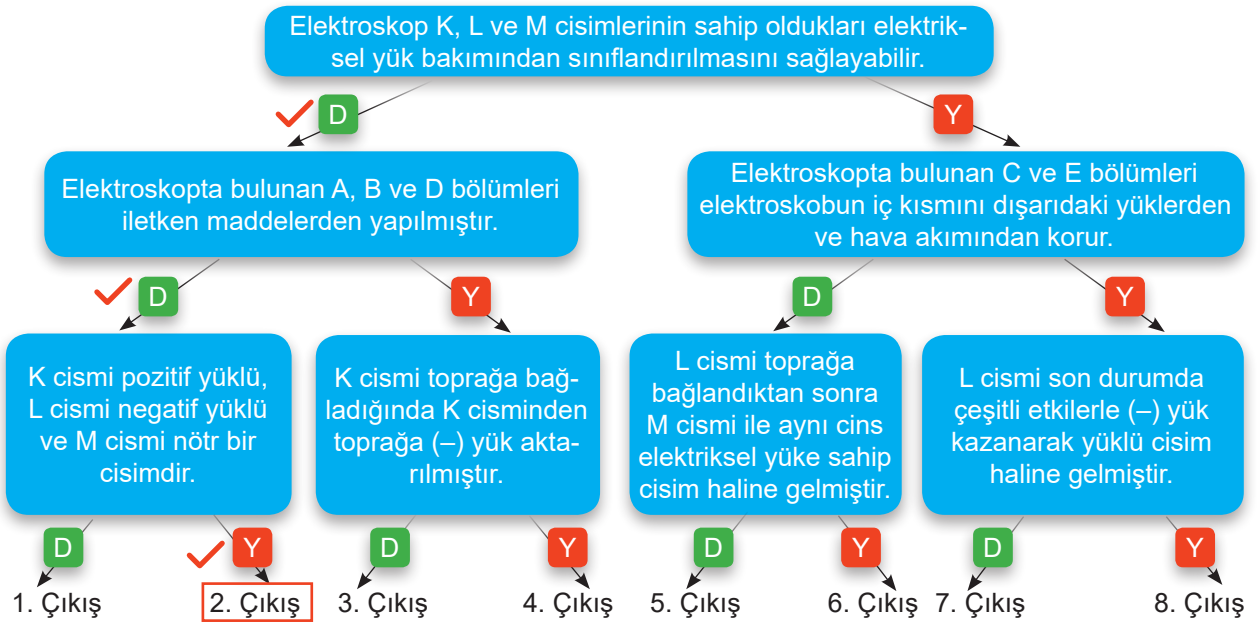 Elektroskop K, L ve M cisimlerinin sahip oldukları elektrik-
sel yük bakımından sınıflandırılmasını sağlayabilir.
D
Y
Elektroskopta bulunan A, B ve D bölümleri
iletken maddelerden yapılmıştır.
Elektroskopta bulunan C ve E bölümleri
elektroskobun iç kısmını dışarıdaki yüklerden
ve hava akımından korur.
D
Y
D
Y
K cismi pozitif yüklü,
L cismi negatif yüklü
ve M cismi nötr bir
cisimdir.
K cismi toprağa bağ-
ladığında K cisminden
toprağa (–) yük akta-
rılmıştır.
L cismi toprağa
bağlandıktan sonra
M cismi ile aynı cins
elektriksel yüke sahip
cisim haline gelmiştir.
L cismi son durumda
çeşitli etkilerle (–) yük
kazanarak yüklü cisim
haline gelmiştir.
D
Y
D
Y
D
Y
D
Y
1. Çıkış
2. Çıkış
3. Çıkış
4. Çıkış
5. Çıkış
6. Çıkış
7. Çıkış
8. Çıkış